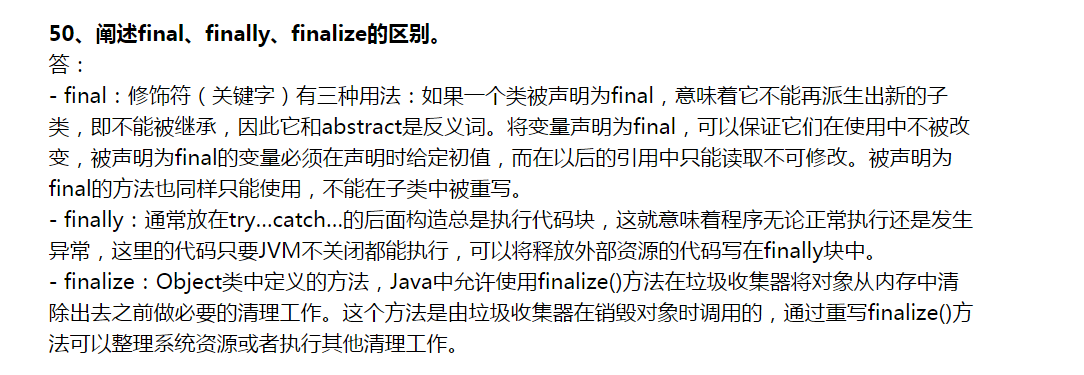 50、阐述final、finally、finalize的区别。
答：
- final：修饰符（关键字）有三种用法：如果一个类被声明为final，意味着它不能再派生出新的子
类，即不能被继承，因此它和abstract是反义词。将变量声明为final，可以保证它们在使用中不被改
变，被声明为final的变量必须在声明时给定初值，而在以后的引用中只能读取不可修改。被声明为
final的方法也同样只能使用，不能在子类中被重写。
- finally：通常放在try…catch…的后面构造总是执行代码块，这就意味着程序无论正常执行还是发生
异常，这里的代码只要JVM不关闭都能执行，可以将释放外部资源的代码写在finally块中。
- finalize：Object类中定义的方法，Java中允许使用finalize()方法在垃圾收集器将对象从内存中清
除出去之前做必要的清理工作。这个方法是由垃圾收集器在销毁对象时调用的，通过重写finalize()方
法可以整理系统资源或者执行其他清理工作。